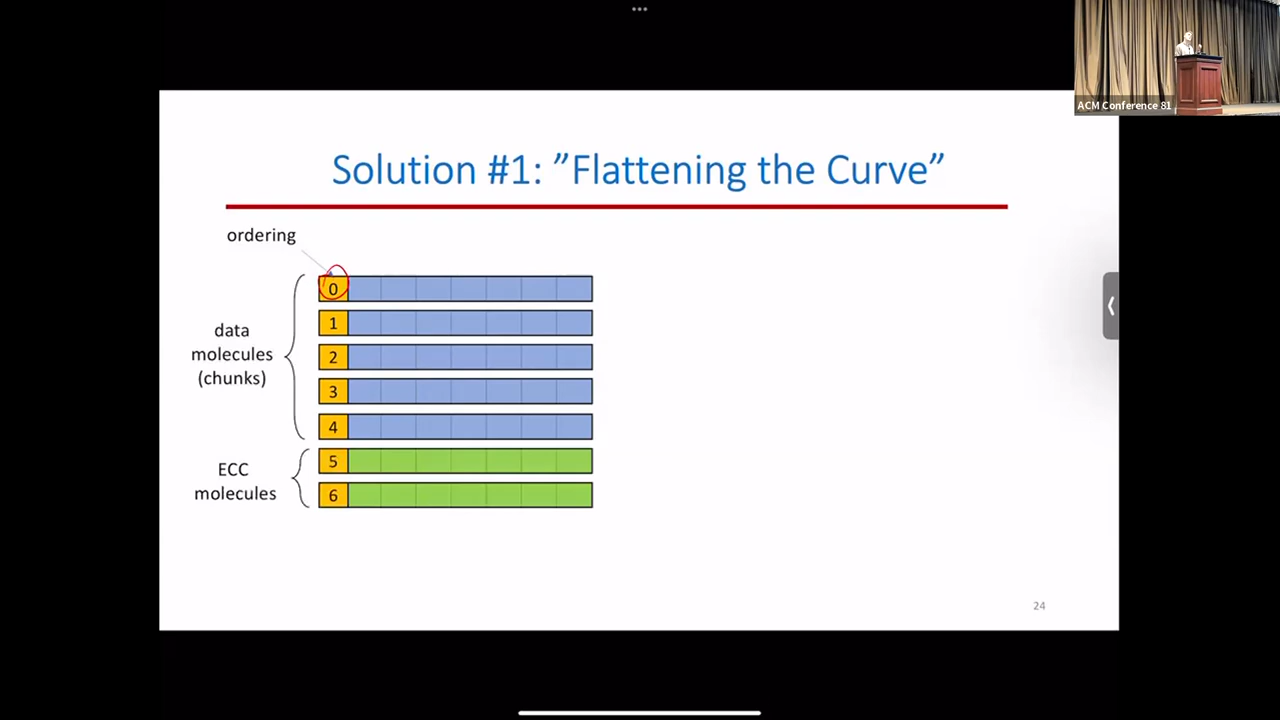 ACM Conference 81
Solution #1: ”Flattening the Curve”
ordering
data
molecules
(chunks)
0
1
2
3
4
ECC
molecules
5
6
24